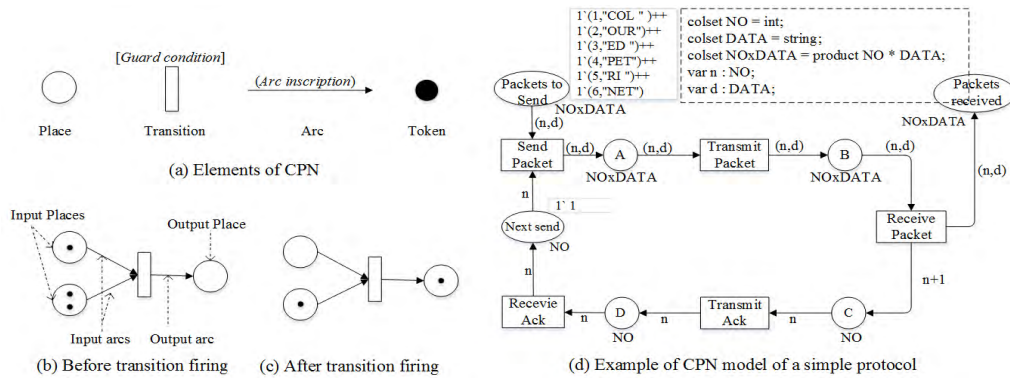 [Guard condition]
(Arc inscription)
Place
Transition
Arc
Token
(a) Elements of CPN
Input Places
Output Place
Input arcs
Output arc
(b) Before transition firing
(c) After transition firing
1`(1,"COL " )++
1`(2,"OUR")++
1`(3,"ED ")++
1`(4,"PET")++
1`(5,"RI ")++
1`(6,"NET")
colset NO = int;
colset DATA = string;
colset NOxDATA = product NO * DATA;
var n : NO;
var d : DATA;
Packets to
Send
NOxDATA
(n,d)
Packets
received
NOxDATA
(n,d)
Send
Packet
(n,d)
A
NOxDATA
(n,d)
Transmit
Packet
(n,d)
B
NOxDATA
(n,d)
Receive
Packet
n
1` 1
Next send
NO
n
n+1
Recevie
Ack
n
D
NO
n
Transmit
Ack
n
C
NO
(d) Example of CPN model of a simple protocol